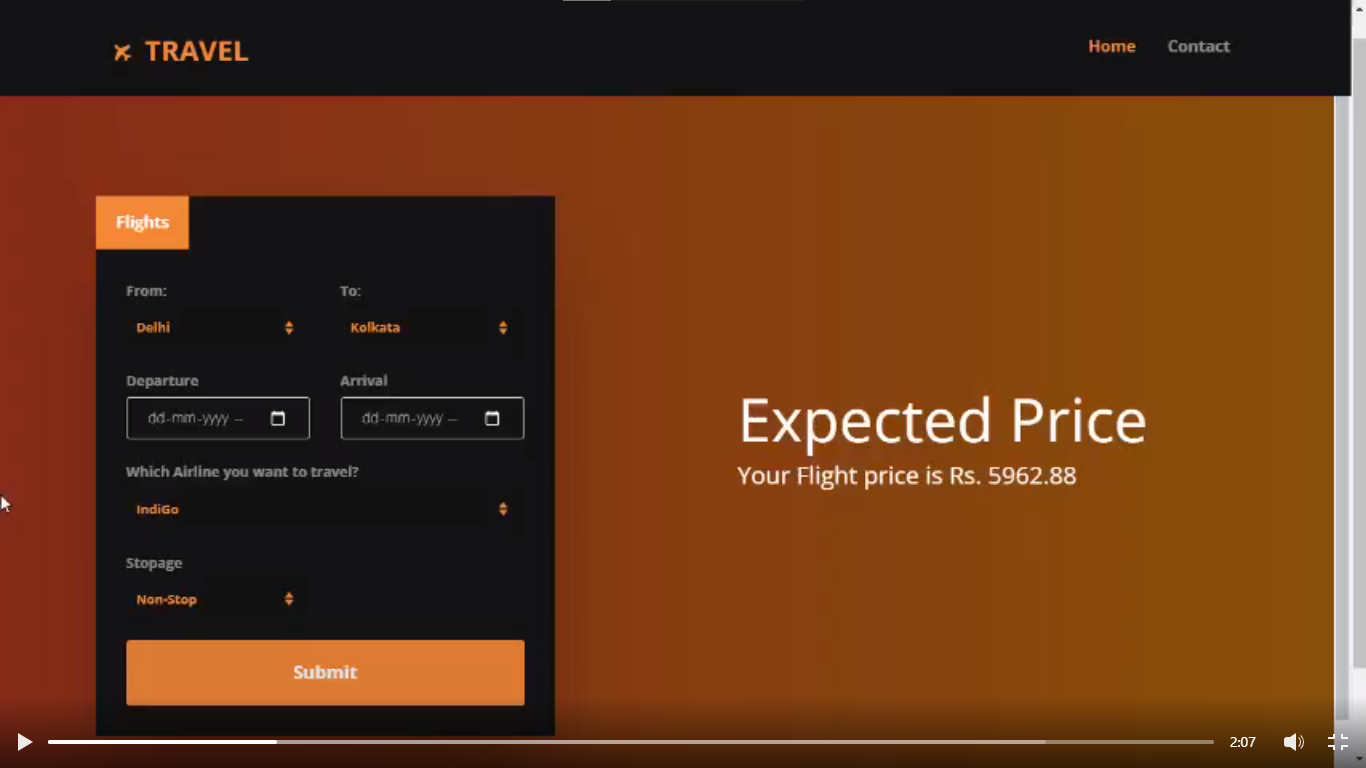 TRAVEL
Home Contact
Flights
From: To:
Delhi Kolkata
Departure Arrival
dd-mm-yyyy -- dd-mm-yyyy --
Which Airline you want to travel?
IndiGo
Stopage
Non-Stop
Submit
Expected Price
Your Flight price is Rs. 5962.88
2:07